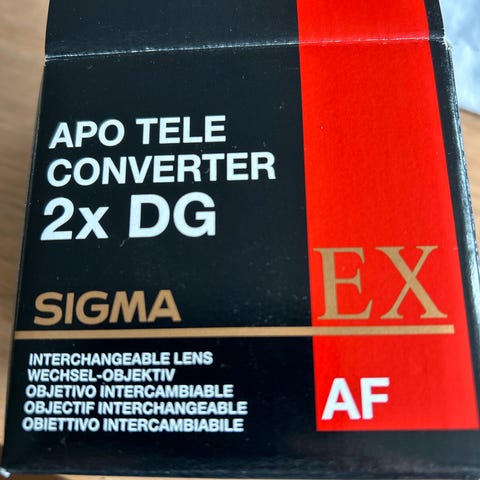 APO TELE
CONVERTER
2x DG
SIGMA
EX
INTERCHANGEABLE LENS
WECHSEL-OBJEKTIV
OBJETIVO INTERCAMBIABLE
OBJECTIF INTERCHANGEABLE
OBIETTIVO INTERCAMBIABILE
AF